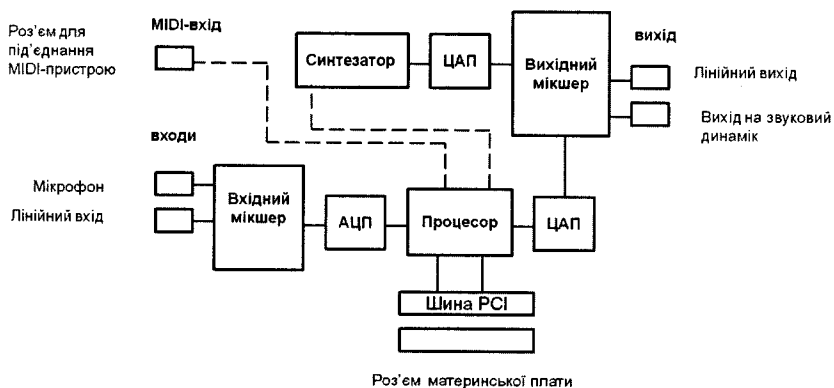 Роз'єм для
під'єднання
MIDI-пристрою
MIDI-вхід
Синтезатор
ЦАП
Вихідний
мікшер
вихід
Лінійний вихід
Вихід на звуковий
динамік
входи
Мікрофон
Лінійний вхід
Вхідний
мікшер
АЦП
Процесор
ЦАП
Шина PCI
Роз'єм материнської плати